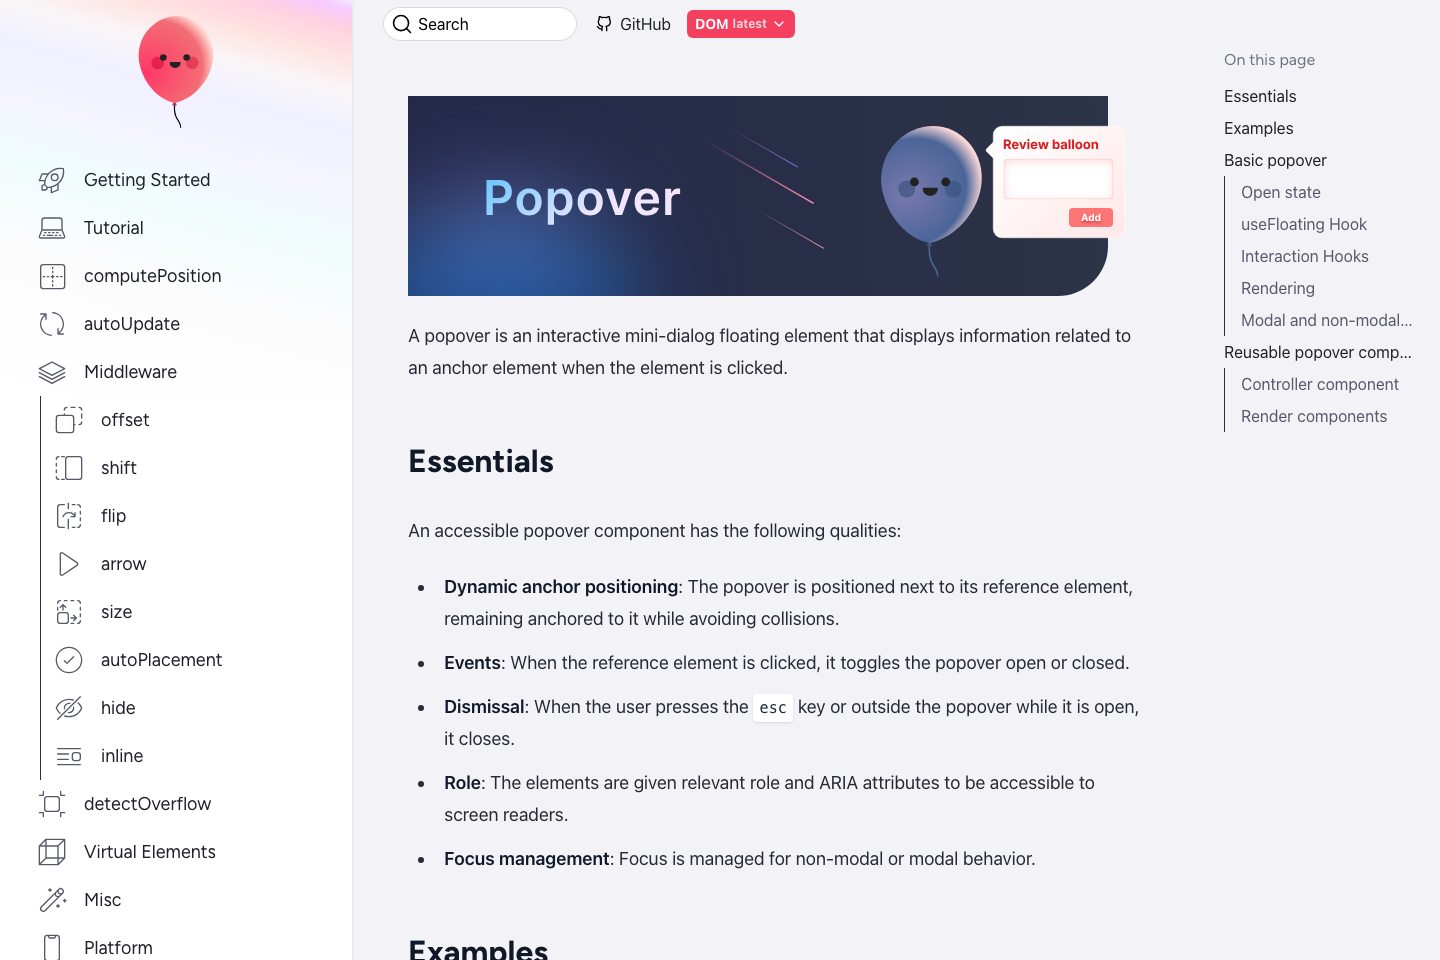 Search
GitHub
DOM latest
Getting Started
Tutorial
computePosition
autoUpdate
Middleware
offset
shift
flip
arrow
size
autoPlacement
hide
inline
detectOverflow
Virtual Elements
Misc
Platform
Popover
Review balloon
Add
A popover is an interactive mini-dialog floating element that displays information related to
an anchor element when the element is clicked.
Essentials
An accessible popover component has the following qualities:
Dynamic anchor positioning: The popover is positioned next to its reference element,
remaining anchored to it while avoiding collisions.
Events: When the reference element is clicked, it toggles the popover open or closed.
Dismissal: When the user presses the esc key or outside the popover while it is open,
it closes.
Role: The elements are given relevant role and ARIA attributes to be accessible to
screen readers.
Focus management: Focus is managed for non-modal or modal behavior.
Examples
On this page
Essentials
Examples
Basic popover
Open state
useFloating Hook
Interaction Hooks
Rendering
Modal and non-modal...
Reusable popover comp...
Controller component
Render components